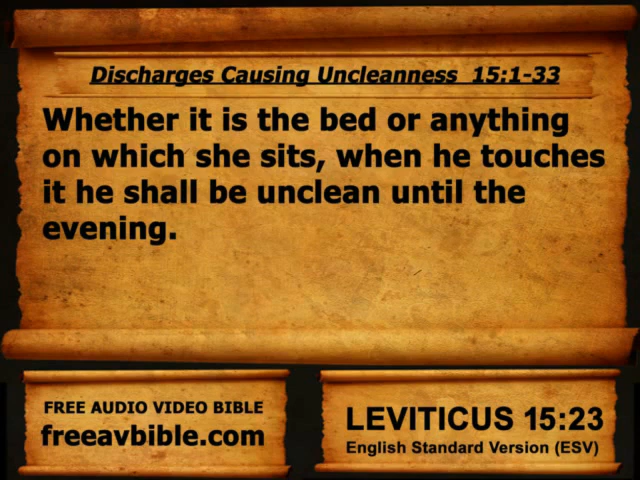 Discharges Causing Uncleanness 15:1-33
Whether it is the bed or anything
on which she sits, when he touches
it he shall be unclean until the
evening.
FREE AUDIO VIDEO BIBLE
freeavbible.com
LEVITICUS 15:23
English Standard Version (ESV)